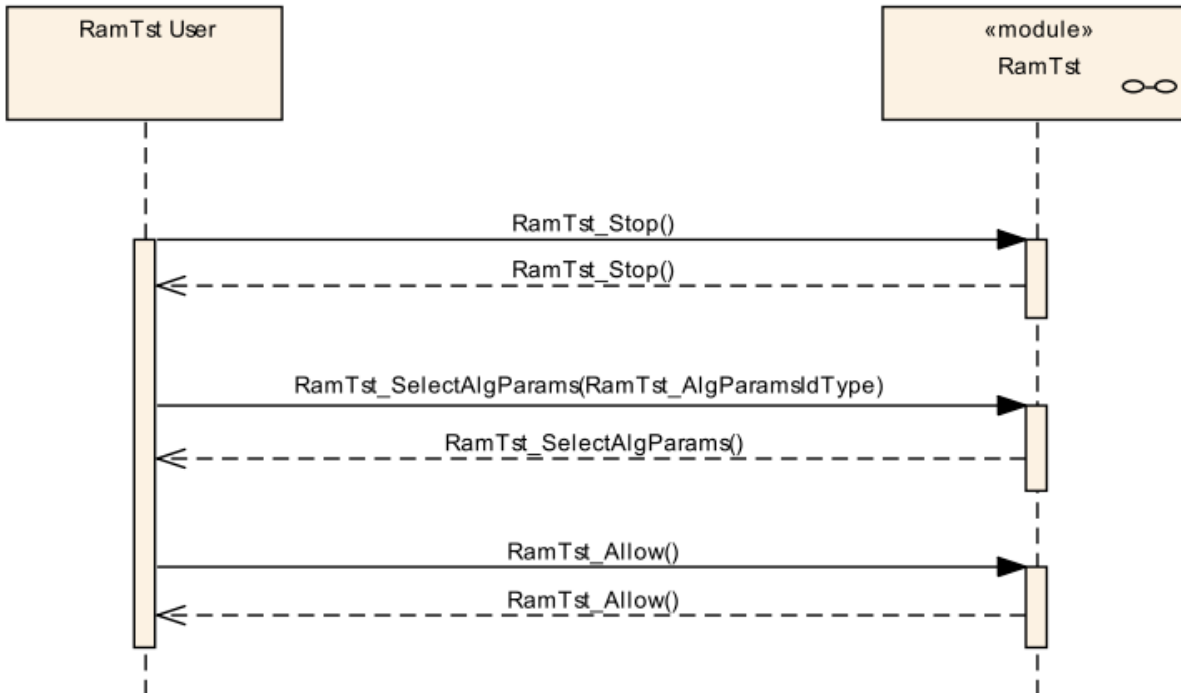 RamTst User
«module»
RamTst
RamTst_Stop()
RamTst_Stop()
RamTst_SelectAlgParams(RamTst_AlgParamsIdType)
RamTst_SelectAlgParams()
RamTst_Allow()
RamTst_Allow()